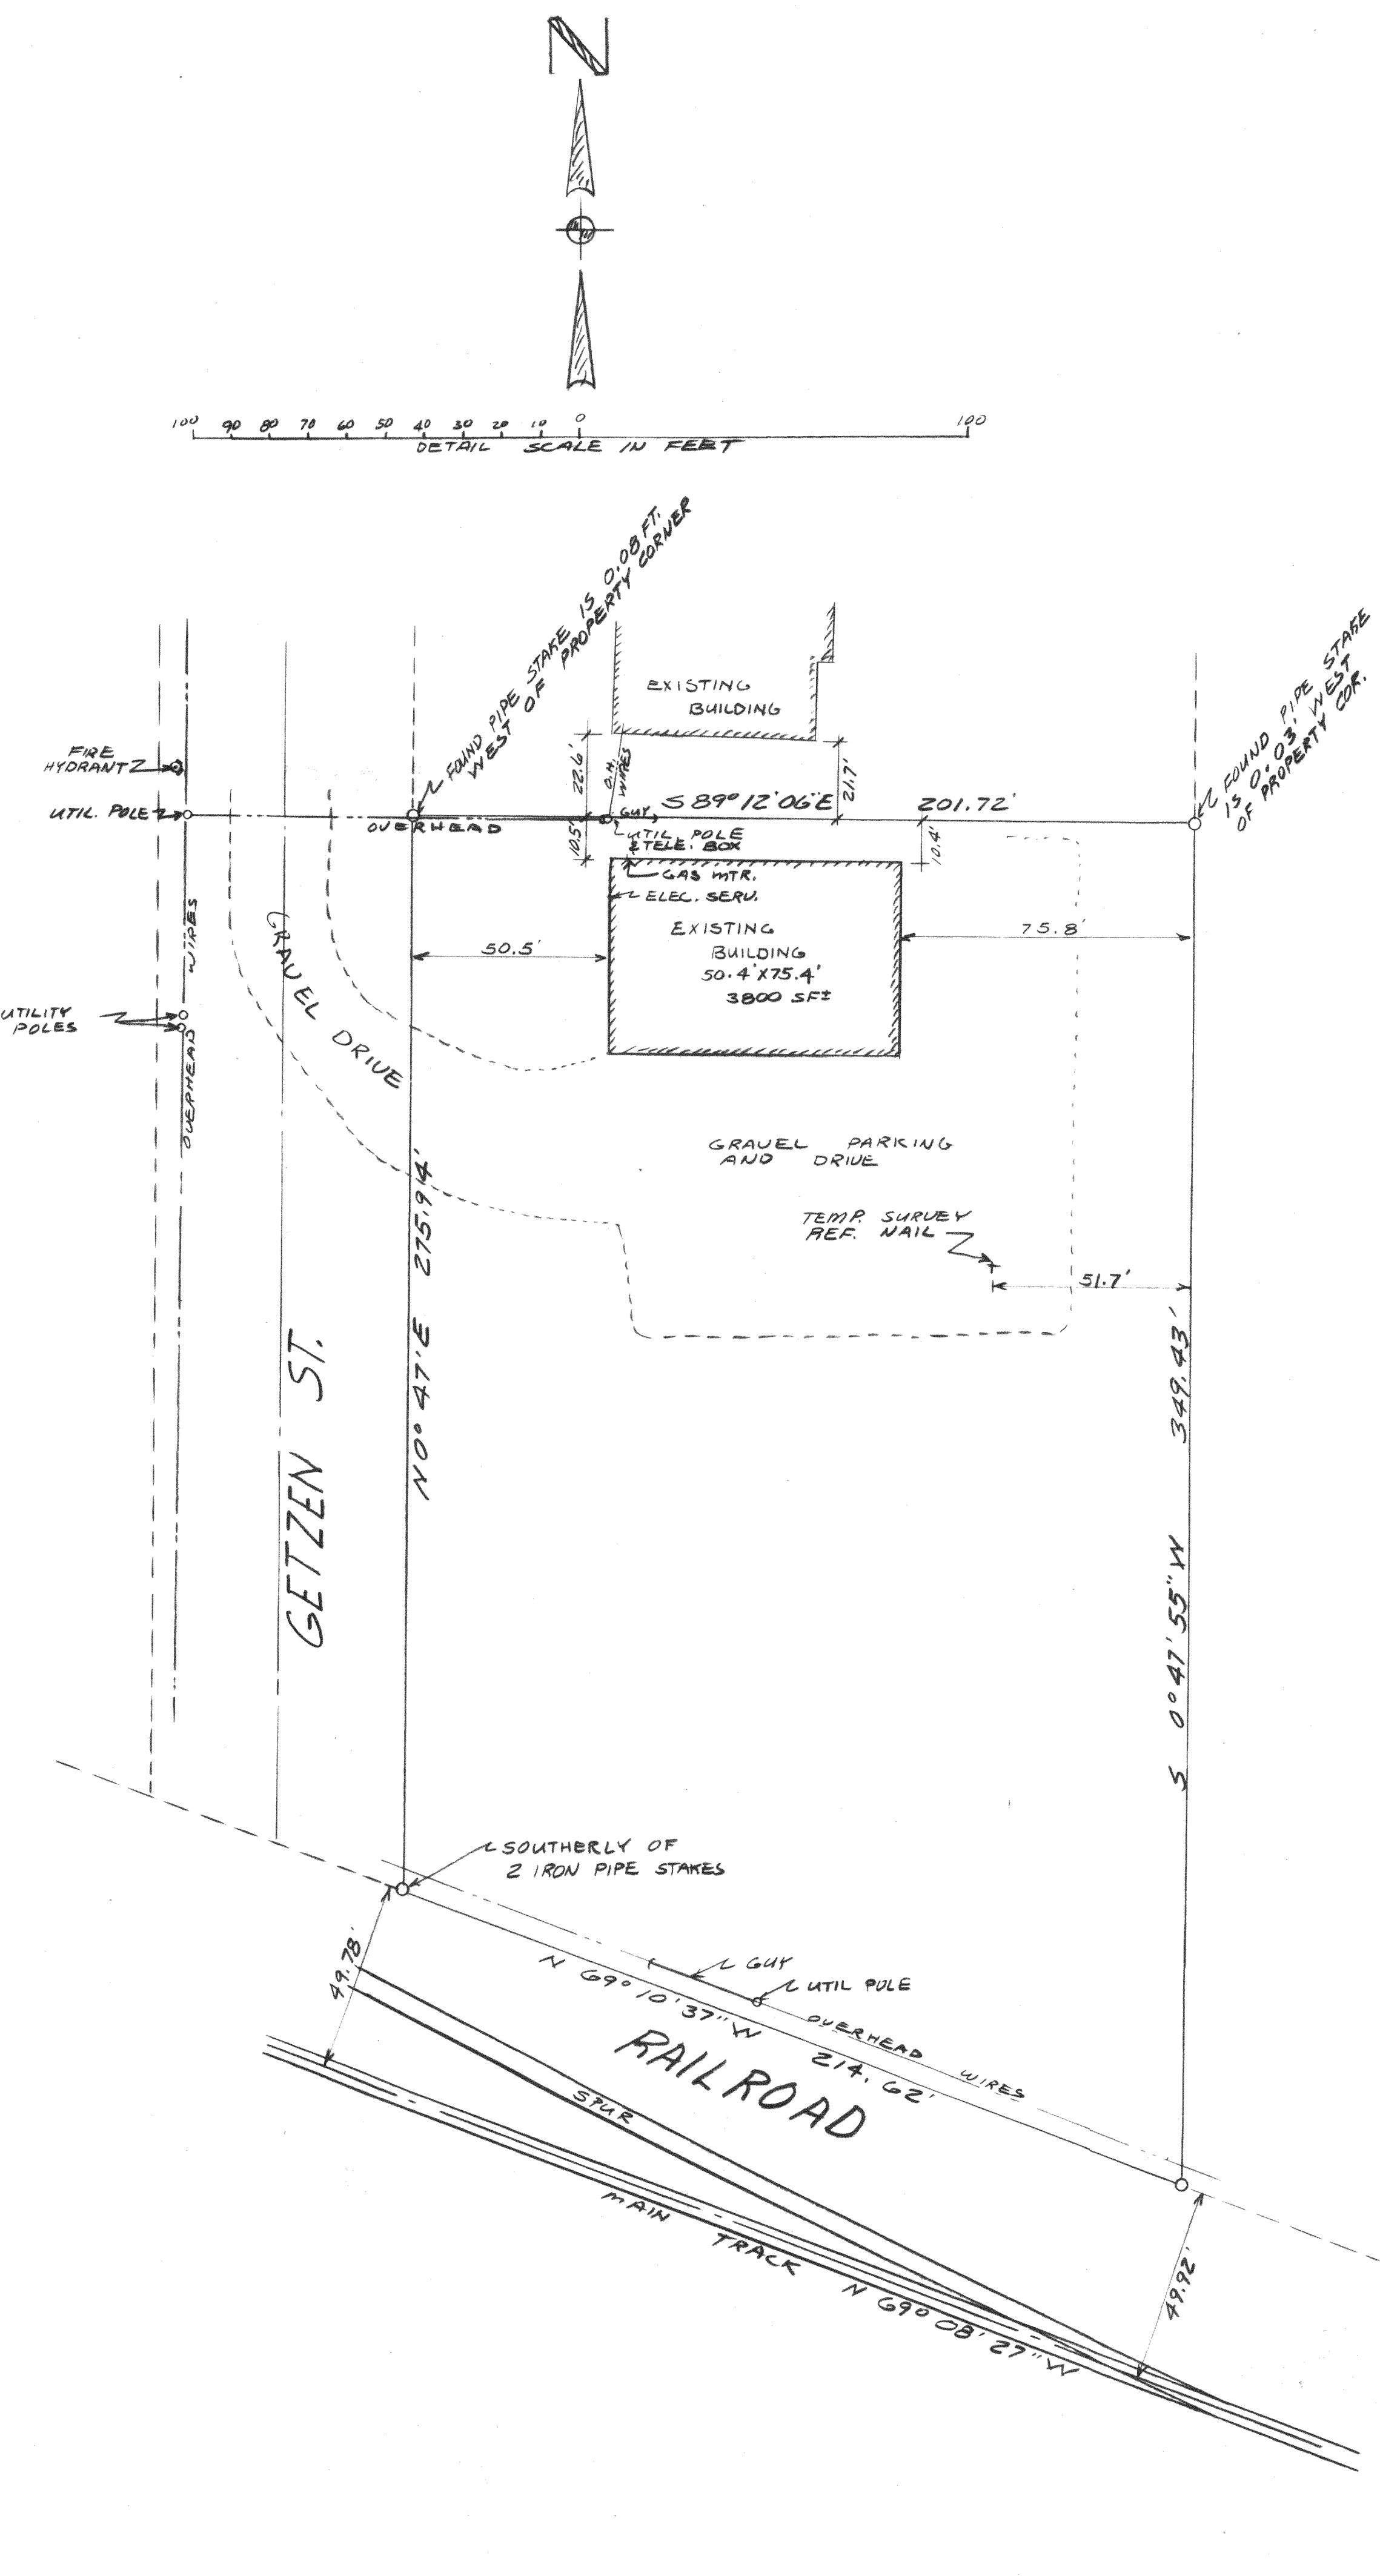 N
100 90 80 70 60 50 40 30 20 10 0 100
DETAIL SCALE IN FEET
FOUND PIPE STAKE IS 0.08 FT.
WEST OF PROPERTY CORNER
FOUND PIPE STAKE
IS 0.03' WEST
OF PROPERTY COR.
EXISTING
BUILDING
FIRE
HYDRANT
UTIL. POLE
22.6'
O.H.
WIRES
21.7'
S 89° 12' 06" E 201.72'
OVERHEAD
GUY
10.5'
UTIL. POLE
& TELE. BOX
10.4'
GAS MTR.
ELEC. SERV.
EXISTING
BUILDING
50.4'X75.4'
3800 SF±
50.5'
75.8'
OVERHEAD WIRES
UTILITY
POLES
GRAVEL DRIVE
GRAVEL PARKING
AND DRIVE
TEMP. SURVEY
REF. NAIL
51.7'
N 0° 47' E 275.94'
GETZEN ST.
S 0° 47' 55" W 349.43'
SOUTHERLY OF
2 IRON PIPE STAKES
49.78'
GUY
UTIL POLE
OVERHEAD WIRES
N 69° 10' 37" W 214.62'
RAILROAD
SPUR
MAIN TRACK N 69° 08' 27" W
49.92'